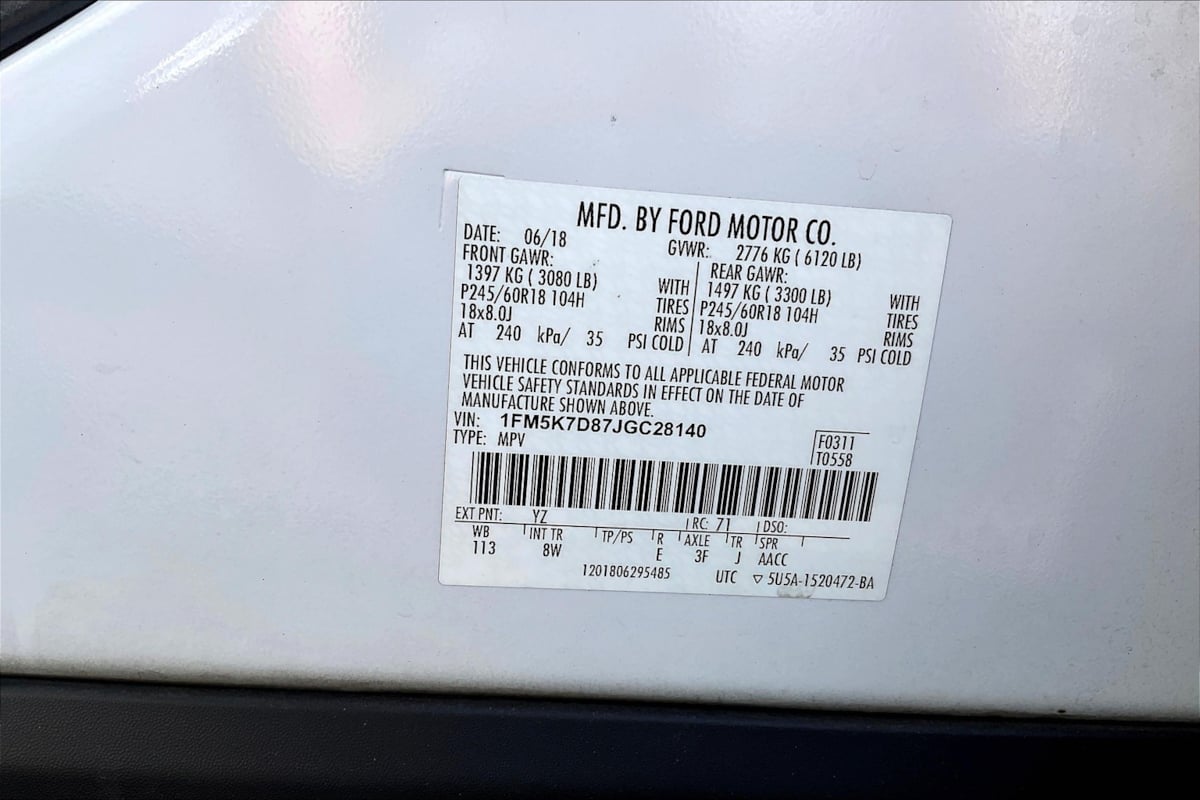 MFD. BY FORD MOTOR CO.
DATE: 06/18 GVWR: 2776 KG ( 6120 LB)
FRONT GAWR: REAR GAWR:
1397 KG ( 3080 LB) WITH 1497 KG ( 3300 LB) WITH
P245/60R18 104H TIRES P245/60R18 104H TIRES
18x8.0J RIMS 18x8.0J RIMS
AT 240 kPa/ 35 PSI COLD AT 240 kPa/ 35 PSI COLD
THIS VEHICLE CONFORMS TO ALL APPLICABLE FEDERAL MOTOR
VEHICLE SAFETY STANDARDS IN EFFECT ON THE DATE OF
MANUFACTURE SHOWN ABOVE.
VIN: 1FM5K7D87JGC28140
TYPE: MPV F0311
T0558
EXT PNT: YZ RC: 71 DSO:
WB INT TR TP/PS R AXLE TR SPR
113 8W E 3F J AACC
1201806295485 UTC ▽ 5U5A-1520472-BA